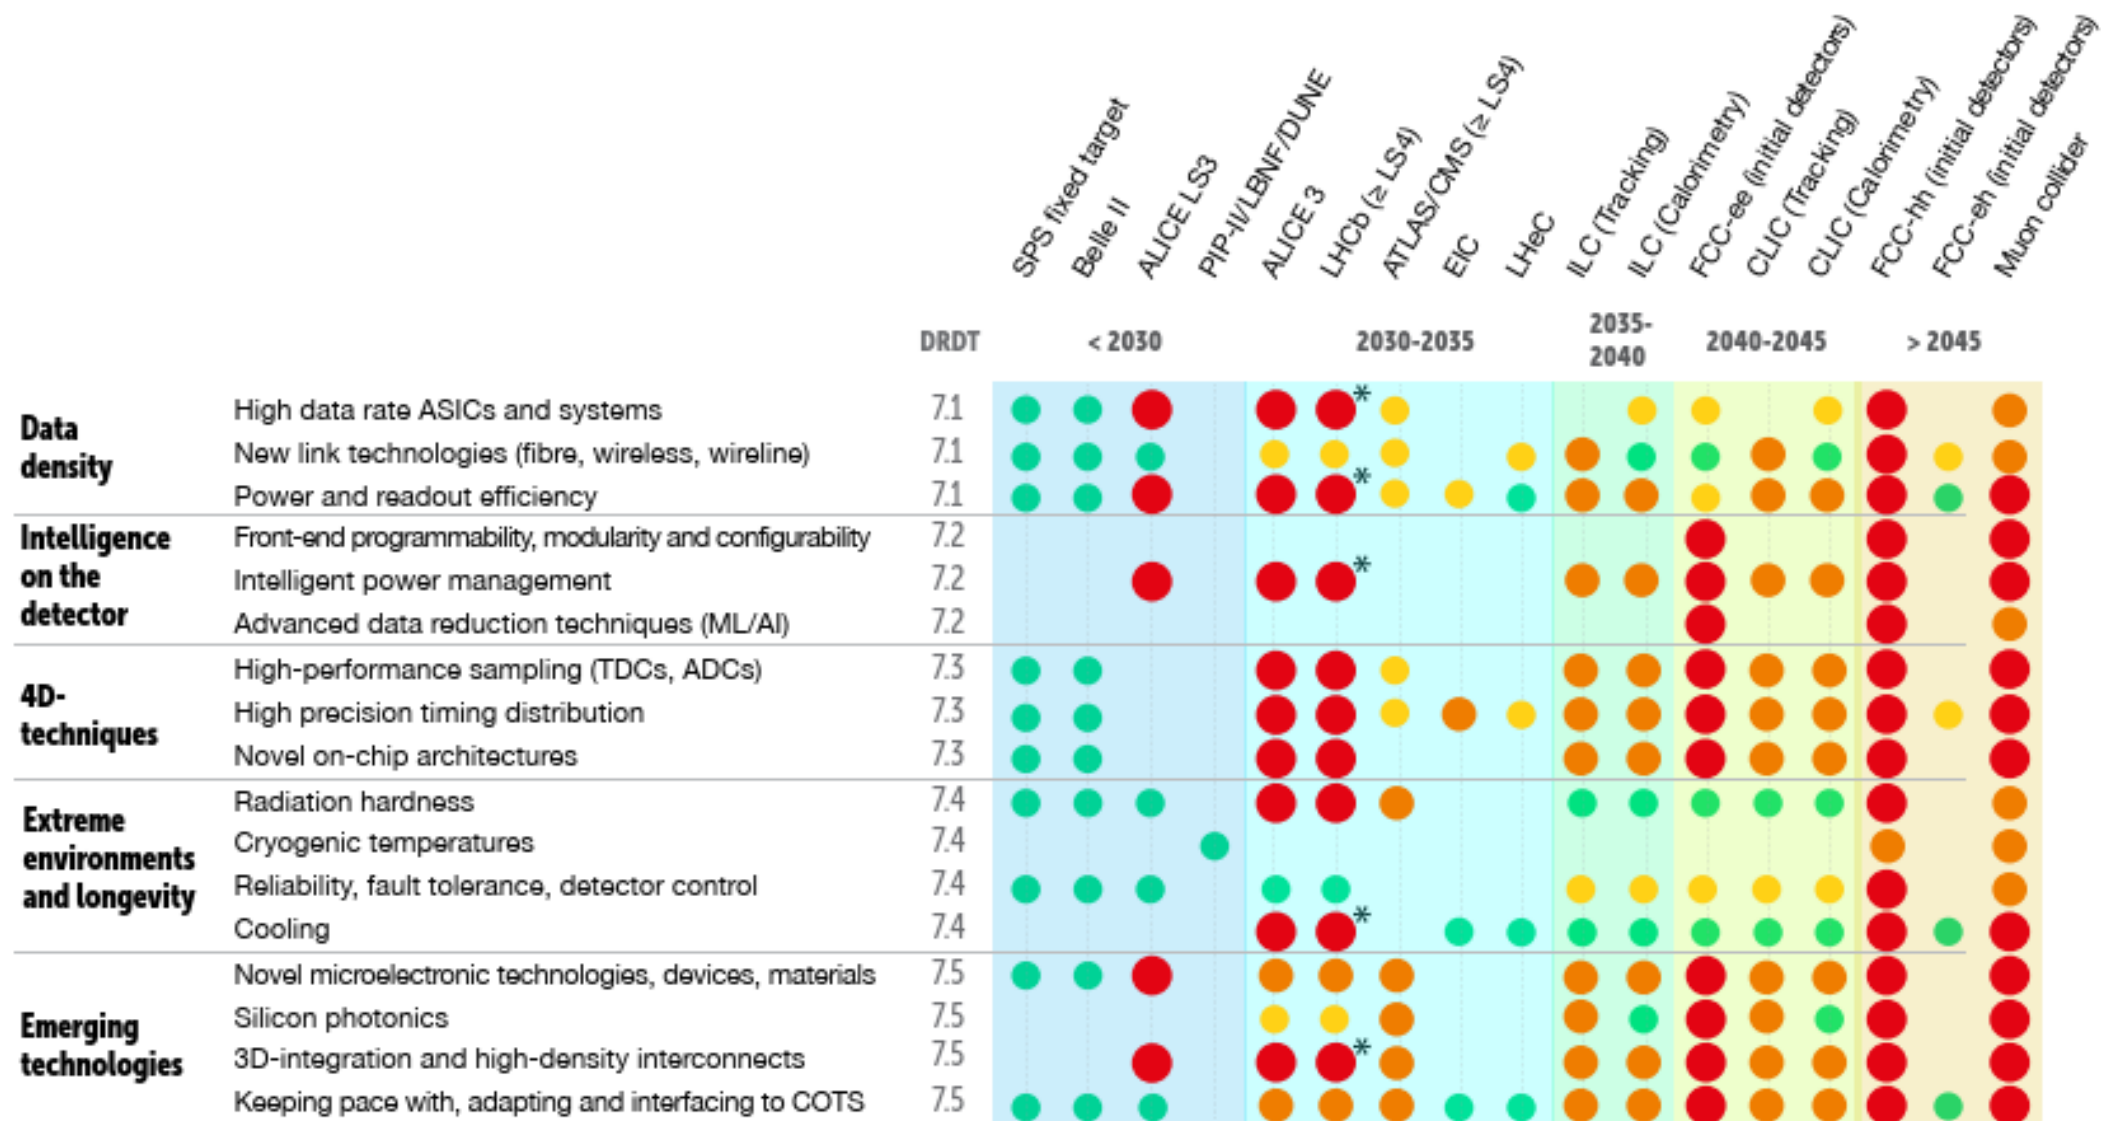 SPS fixed target
Belle II
ALICE LS3
PIP-II/LBNF/DUNE
ALICE 3
LHCb (≥ LS4)
ATLAS/CMS (≥ LS4)
EIC
LHeC
ILC (Tracking)
ILC (Calorimetry)
FCC-ee (initial detectors)
CLIC (Tracking)
CLIC (Calorimetry)
FCC-hh (initial detectors)
FCC-eh (initial detectors)
Muon collider
DRDT < 2030 2030-2035 2035-
2040 2040-2045 > 2045
Data
density
High data rate ASICs and systems 7.1 *
New link technologies (fibre, wireless, wireline) 7.1
Power and readout efficiency 7.1 *
Intelligence
on the
detector
Front-end programmability, modularity and configurability 7.2
Intelligent power management 7.2 *
Advanced data reduction techniques (ML/AI) 7.2
4D-
techniques
High-performance sampling (TDCs, ADCs) 7.3
High precision timing distribution 7.3
Novel on-chip architectures 7.3
Extreme
environments
and longevity
Radiation hardness 7.4
Cryogenic temperatures 7.4
Reliability, fault tolerance, detector control 7.4
Cooling 7.4 *
Emerging
technologies
Novel microelectronic technologies, devices, materials 7.5
Silicon photonics 7.5
3D-integration and high-density interconnects 7.5 *
Keeping pace with, adapting and interfacing to COTS 7.5